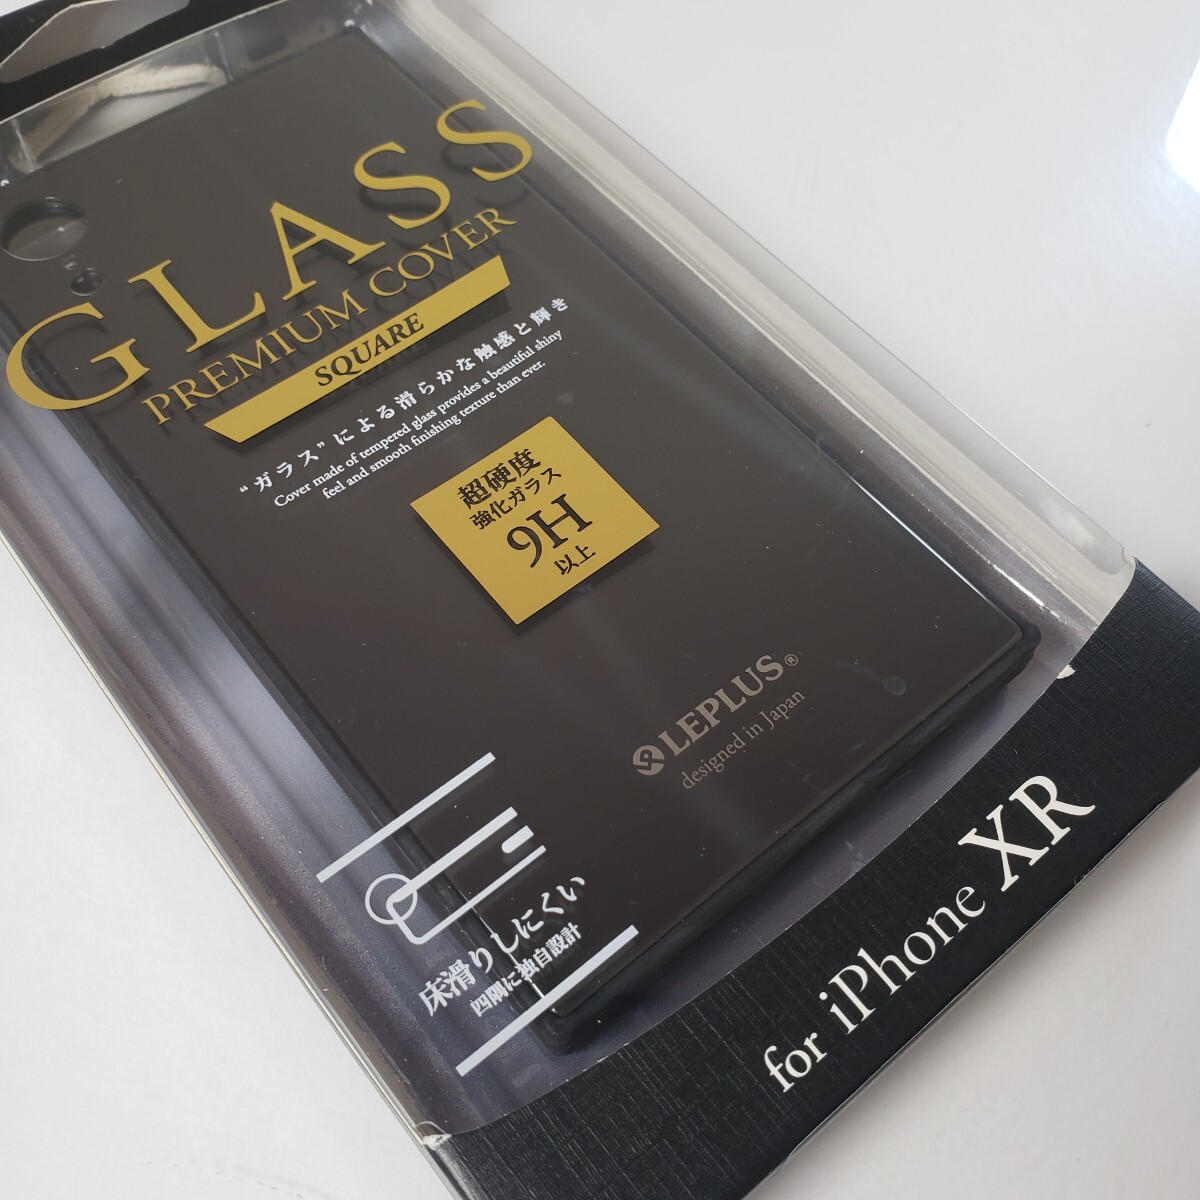 GLASS
PREMIUM COVER
SQUARE
“ガラス”による滑らかな触感と輝き
Cover made of tempered glass provides a beautiful shiny
feel and smooth finishing texture than ever.
超硬度
強化ガラス
9H
以上
LEPLUS®
designed in Japan
床滑りしにくい
四隅に独自設計
for iPhone XR